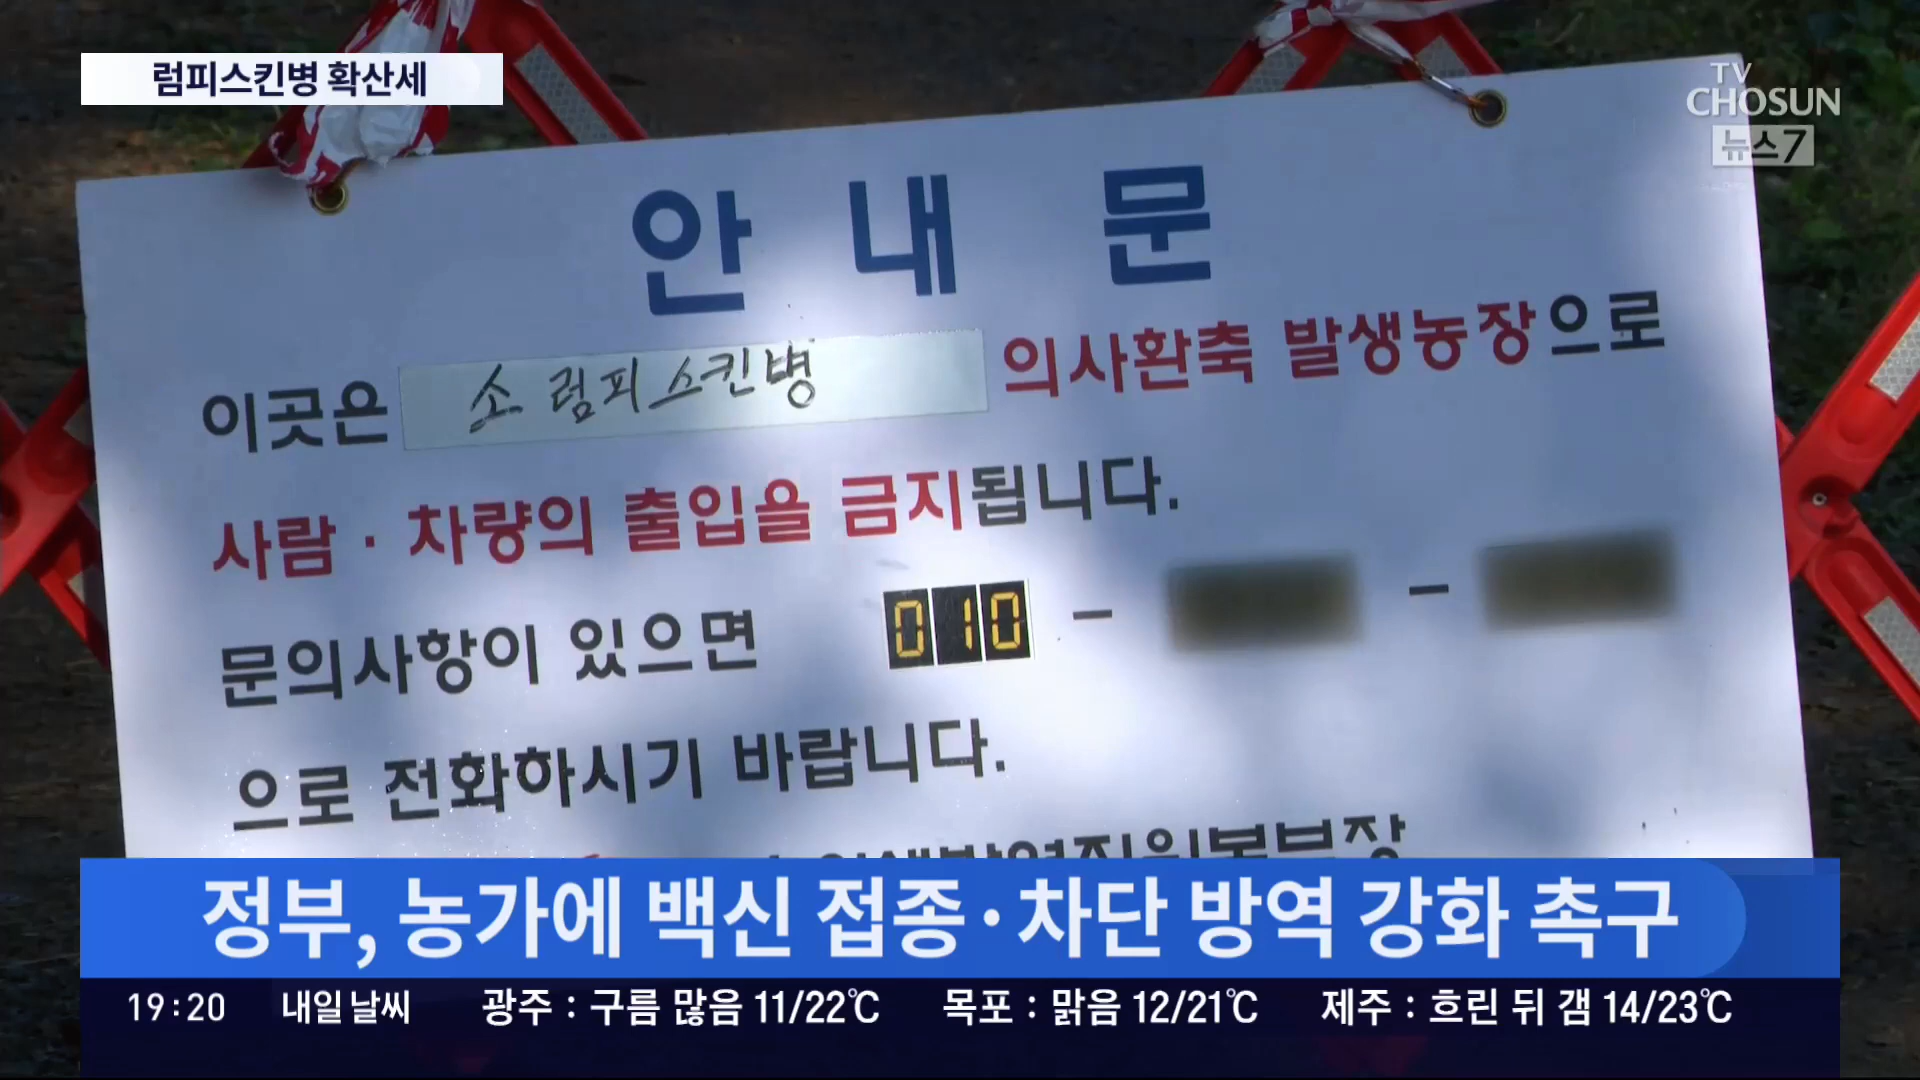 럼피스킨병 확산세
TV
CHOSUN
뉴스7
안내문
이곳은 소 럼피스킨병 의사환축 발생농장으로
사람 · 차량의 출입을 금지됩니다.
문의사항이 있으면 010 - -
으로 전화하시기 바랍니다.
정부, 농가에 백신 접종·차단 방역 강화 촉구
19:20 내일 날씨 광주 : 구름 많음 11/22℃ 목포 : 맑음 12/21℃ 제주 : 흐린 뒤 갬 14/23℃